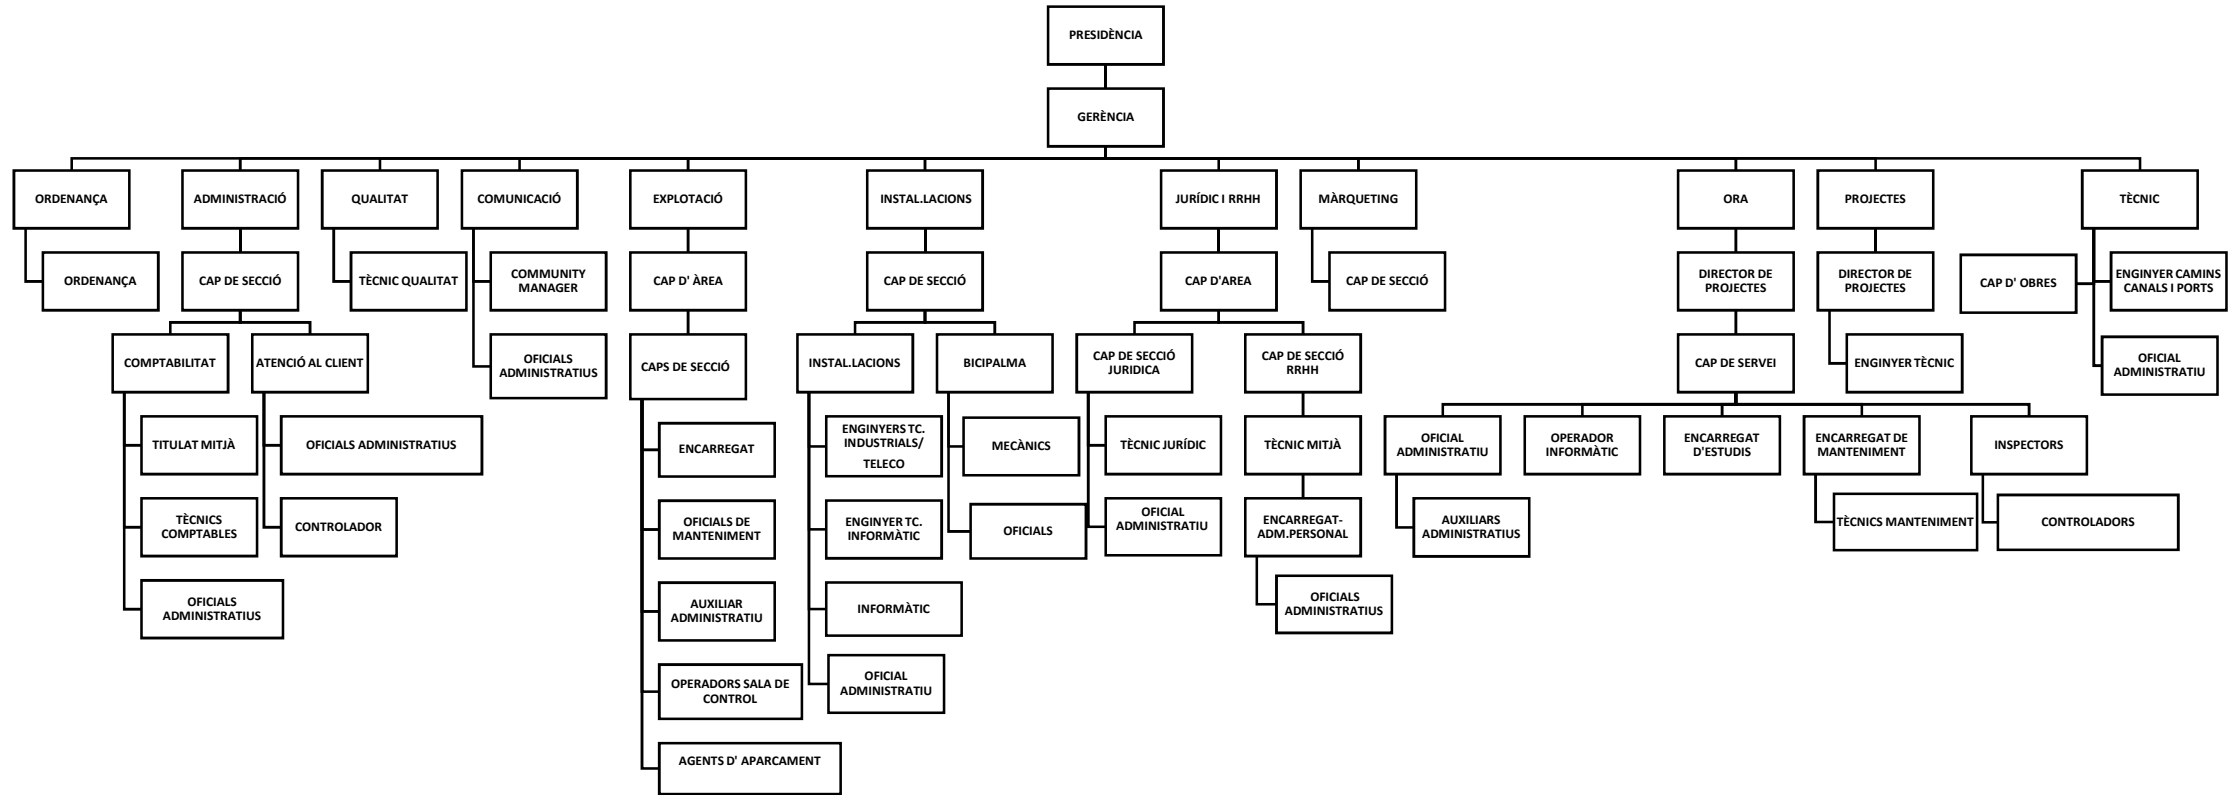 PRESIDÈNCIA
GERÈNCIA
ORDENANÇA
ADMINISTRACIÓ
QUALITAT
COMUNICACIÓ
EXPLOTACIÓ
INSTAL.LACIONS
JURÍDIC I RRHH
MÀRQUETING
ORA
PROJECTES
TÈCNIC
ORDENANÇA
CAP DE SECCIÓ
TÈCNIC QUALITAT
COMMUNITY
MANAGER
CAP D' ÀREA
CAP DE SECCIÓ
CAP D'AREA
CAP DE SECCIÓ
DIRECTOR DE
PROJECTES
DIRECTOR DE
PROJECTES
CAP D' OBRES
ENGINYER CAMINS
CANALS I PORTS
COMPTABILITAT
ATENCIÓ AL CLIENT
OFICIALS
ADMINISTRATIUS
CAPS DE SECCIÓ
INSTAL.LACIONS
BICIPALMA
CAP DE SECCIÓ
JURIDICA
CAP DE SECCIÓ
RRHH
CAP DE SERVEI
ENGINYER TÈCNIC
OFICIAL
ADMINISTRATIU
TITULAT MITJÀ
OFICIALS ADMINISTRATIUS
ENCARREGAT
ENGINYERS TC.
INDUSTRIALS/
TELECO
MECÀNICS
TÈCNIC JURÍDIC
TÈCNIC MITJÀ
OFICIAL
ADMINISTRATIU
OPERADOR
INFORMÀTIC
ENCARREGAT
D'ESTUDIS
ENCARREGAT DE
MANTENIMENT
INSPECTORS
TÈCNICS
COMPTABLES
CONTROLADOR
OFICIALS DE
MANTENIMENT
ENGINYER TC.
INFORMÀTIC
OFICIALS
OFICIAL
ADMINISTRATIU
ENCARREGAT-
ADM.PERSONAL
AUXILIARS
ADMINISTRATIUS
TÈCNICS MANTENIMENT
CONTROLADORS
OFICIALS
ADMINISTRATIUS
AUXILIAR
ADMINISTRATIU
INFORMÀTIC
OFICIALS
ADMINISTRATIUS
OPERADORS SALA DE
CONTROL
OFICIAL
ADMINISTRATIU
AGENTS D' APARCAMENT